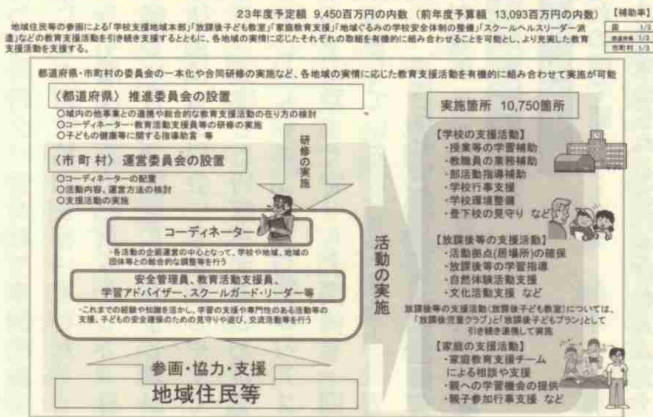 23年度予定額 9,450百万円の内数 (前年度予算額 13,093百万円の内数)
【補助率】
国 1/3
都道府県 1/3
市町村 1/3
地域住民等の参画による「学校支援地域本部」「放課後子ども教室」「家庭教育支援」「地域ぐるみの学校安全体制の整備」「スクールヘルスリーダー派
遣」などの教育支援活動を引き続き支援するとともに、各地域の実情に応じたそれぞれの取組を有機的に組み合わせることを可能とし、より充実した教育
支援活動を支援する。
都道府県・市町村の委員会の一本化や合同研修の実施など、各地域の実情に応じた教育支援活動を有機的に組み合わせて実施が可能
〈都道府県〉推進委員会の設置
○域内の他事業との連携や総合的な教育支援活動の在り方の検討
○コーディネーター・教育活動支援員等の研修の実施
○子どもの健康等に関する指導助言 等
研修の実施
〈市町村〉運営委員会の設置
○コーディネーターの配置
○活動内容、運営方法の検討
○支援活動の実施
コーディネーター
・各活動の企画運営の中心となって、学校や地域、地域の
団体等との総合的な調整等を行う
安全管理員、教育活動支援員、
学習アドバイザー、スクールガード・リーダー等
・これまでの経験や知識を活かし、学習の支援や専門性のある活動等の
支援、子どもの安全確保のための見守りや遊び、交流活動等を行う
参画・協力・支援
地域住民等
活動の実施
実施箇所 10,750箇所
【学校の支援活動】
・授業等の学習補助
・教職員の業務補助
・部活動指導補助
・学校行事支援
・学校環境整備
・登下校の見守り など
【放課後等の支援活動】
・活動拠点(居場所)の確保
・放課後等の学習指導
・自然体験活動支援
・文化活動支援 など
放課後等の支援活動(放課後子ども教室)については、
「放課後児童クラブ」と「放課後子どもプラン」として
引き続き連携して実施
【家庭の支援活動】
・家庭教育支援チーム
による相談や支援
・親への学習機会の提供
・親子参加行事支援 など